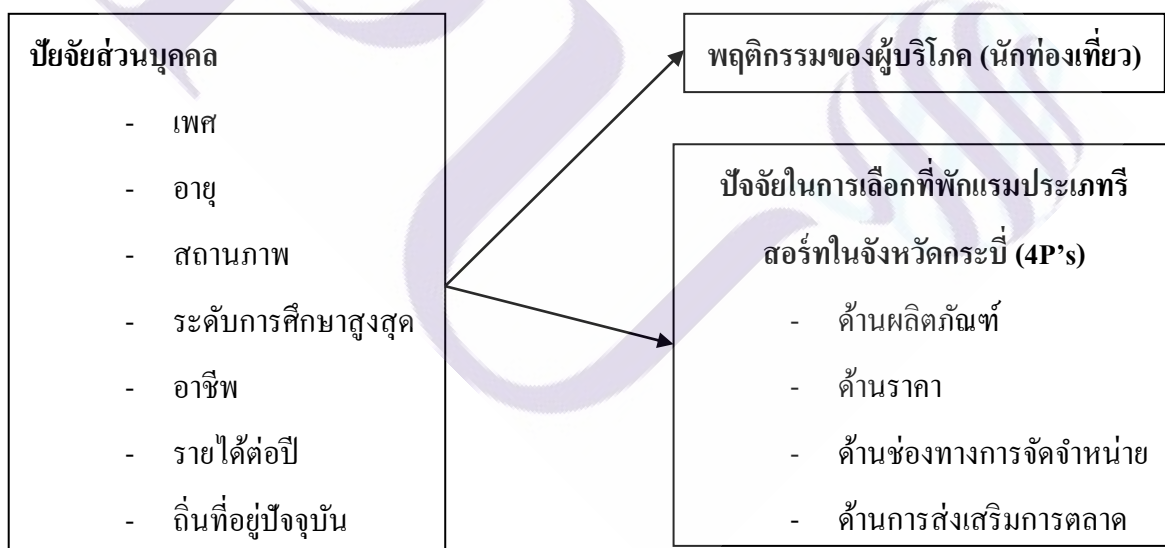 ปัยจัยส่วนบุคคล
- เพศ
- อายุ
- สถานภาพ
- ระดับการศึกษาสูงสุด
- อาชีพ
- รายได้ต่อปี
- ถิ่นที่อยู่ปัจจุบัน
พฤติกรรมของผู้บริโภค (นักท่องเที่ยว)
ปัจจัยในการเลือกที่พักแรมประเภทรี
สอร์ทในจังหวัดกระบี่ (4P’s)
- ด้านผลิตภัณฑ์
- ด้านราคา
- ด้านช่องทางการจัดจำหน่าย
- ด้านการส่งเสริมการตลาด